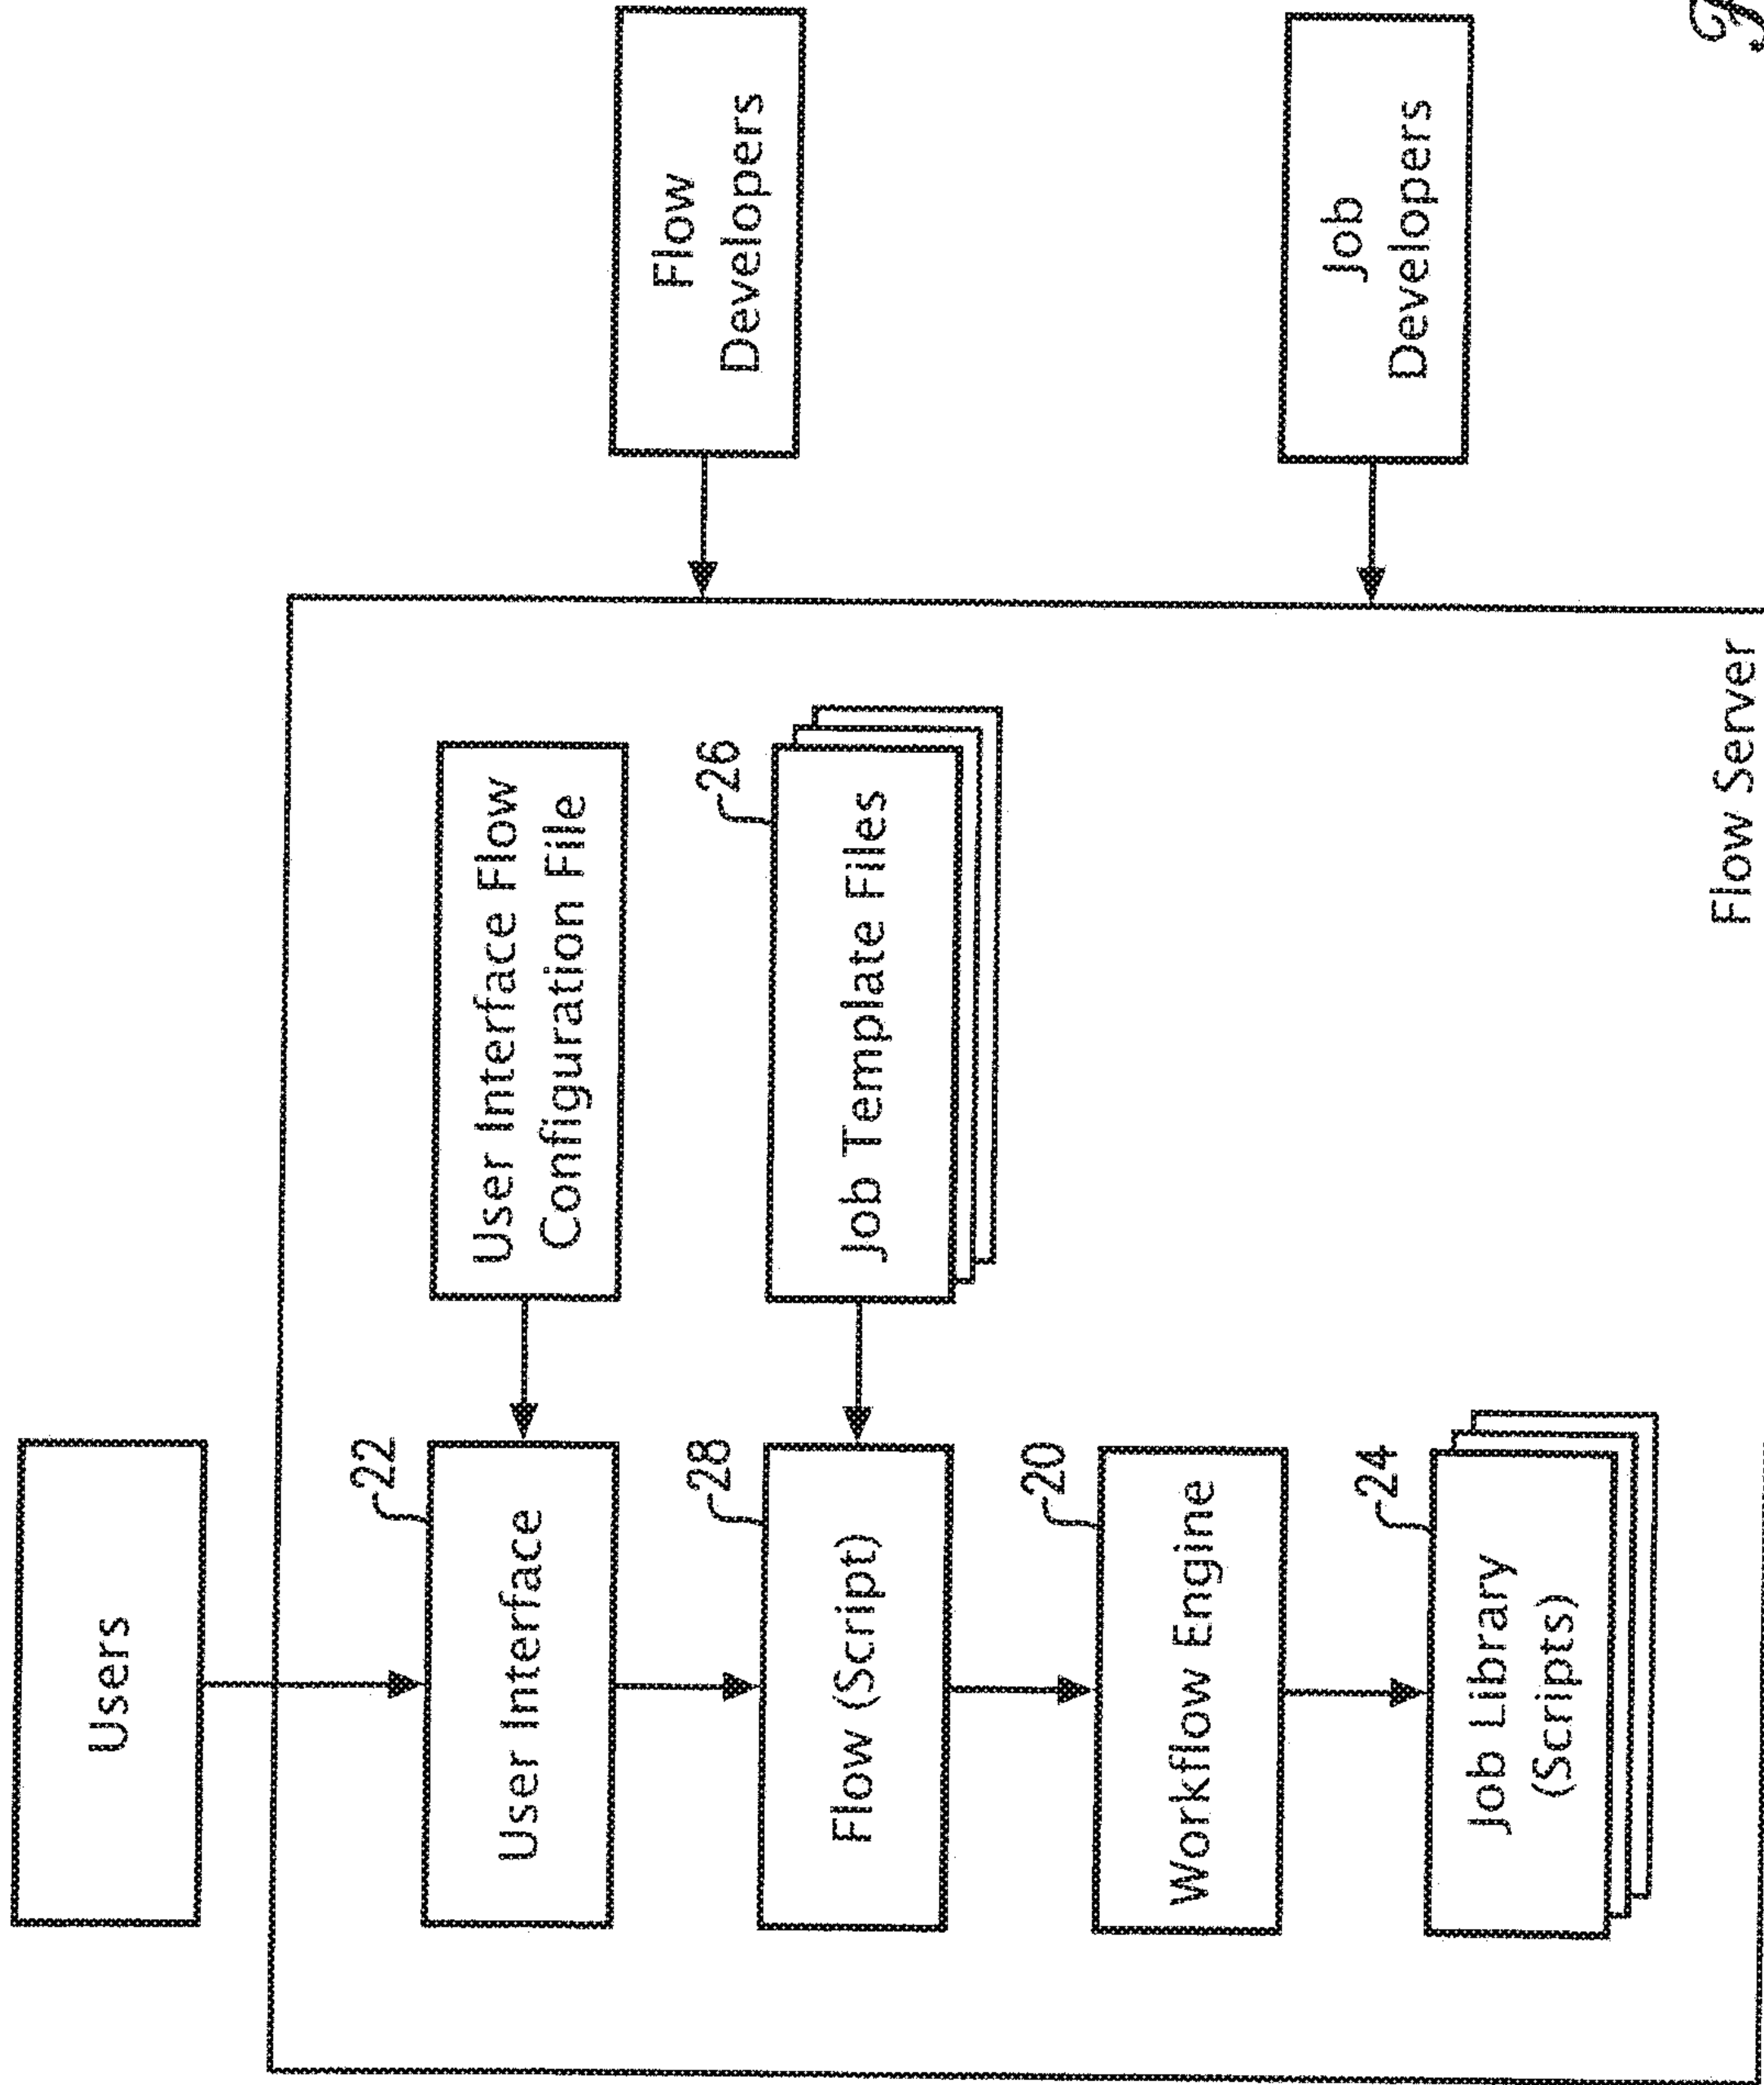 Users
22
User Interface
User Interface Flow
Configuration File
28
Flow (Script)
26
Job Template Files
20
Workflow Engine
24
Job Library
(Scripts)
Flow Server
Flow
Developers
Job
Developers